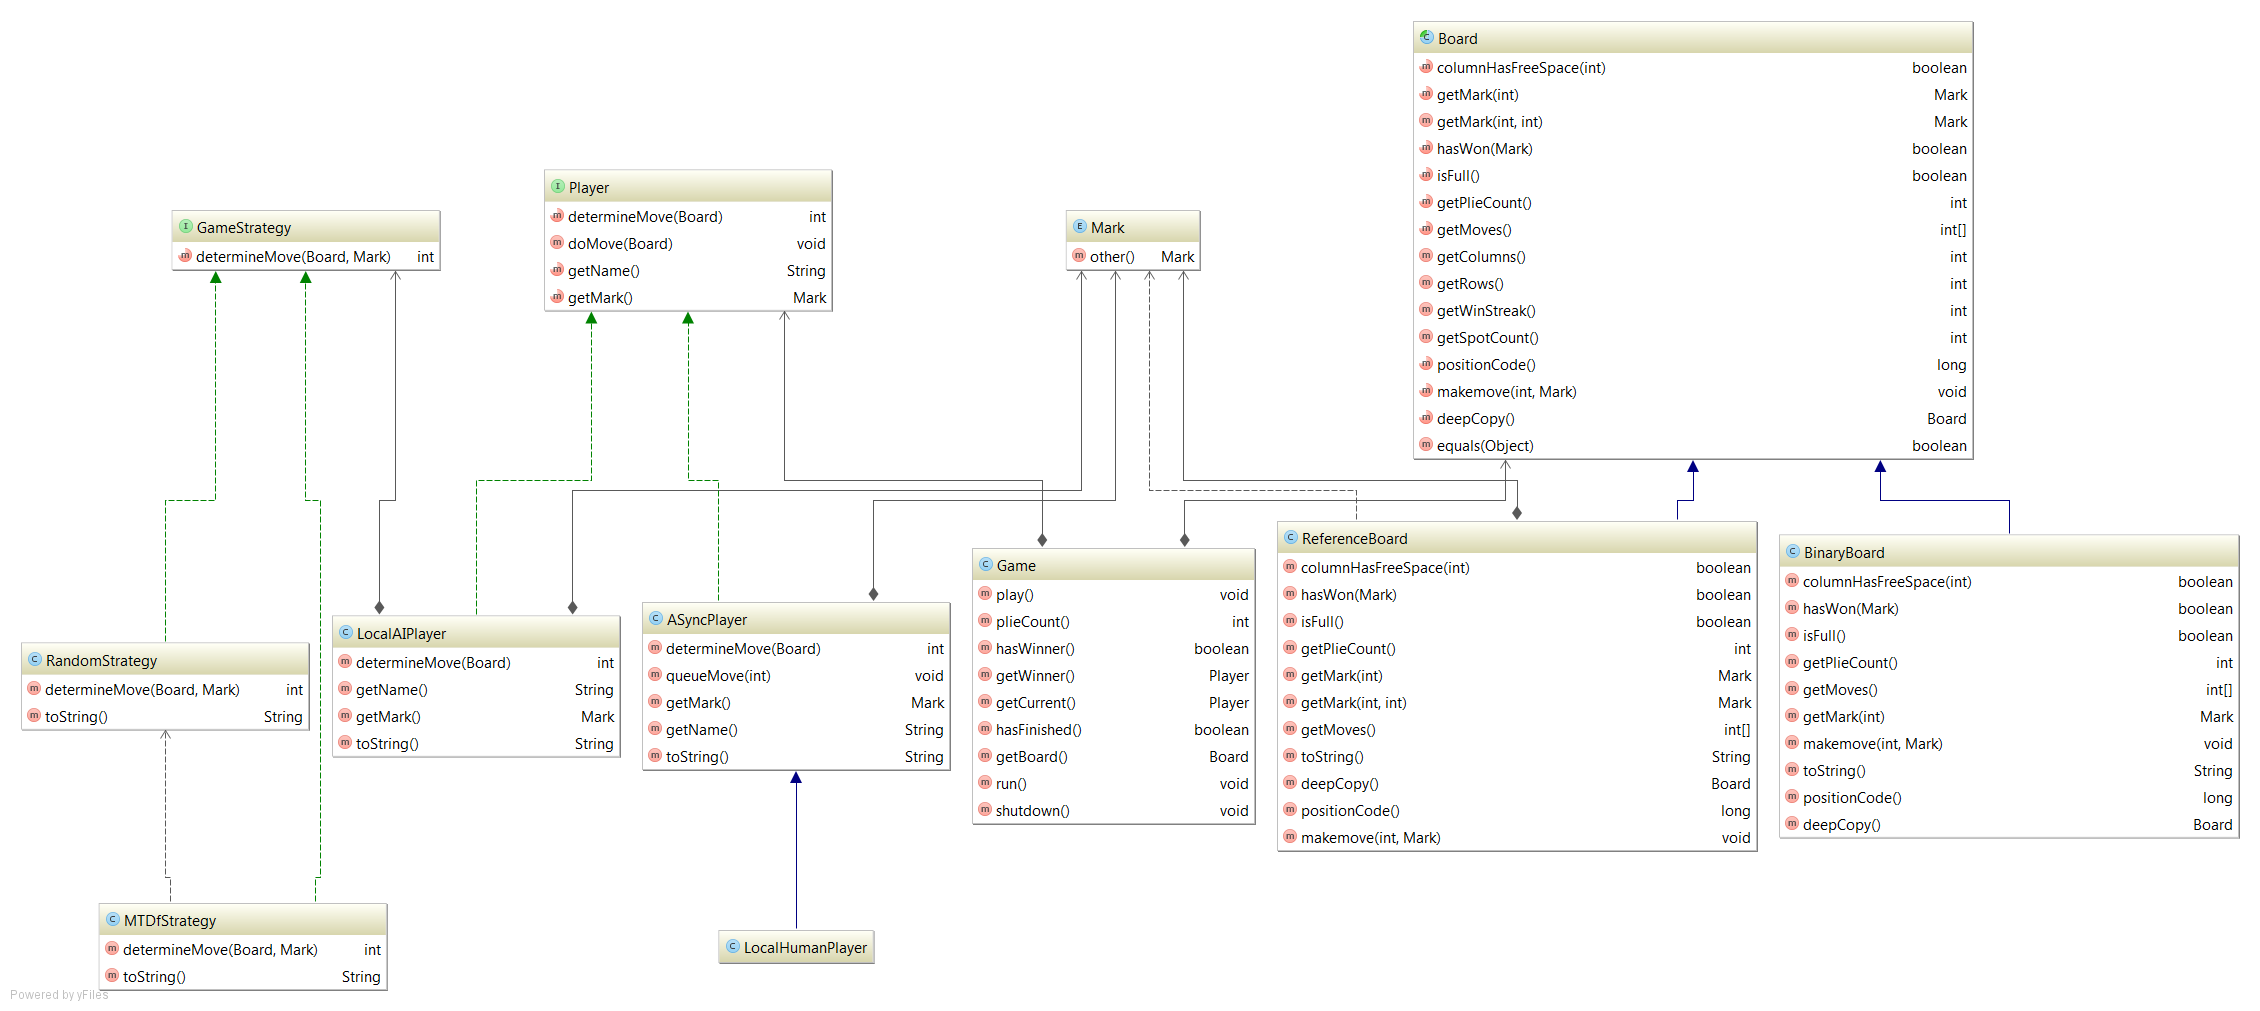 Board
columnHasFreeSpace(int) boolean
getMark(int) Mark
getMark(int, int) Mark
hasWon(Mark) boolean
isFull() boolean
getPlieCount() int
getMoves() int[]
getColumns() int
getRows() int
getWinStreak() int
getSpotCount() int
positionCode() long
makemove(int, Mark) void
deepCopy() Board
equals(Object) boolean
Player
determineMove(Board) int
doMove(Board) void
getName() String
getMark() Mark
GameStrategy
determineMove(Board, Mark) int
Mark
other() Mark
ReferenceBoard
columnHasFreeSpace(int) boolean
hasWon(Mark) boolean
isFull() boolean
getPlieCount() int
getMark(int) Mark
getMark(int, int) Mark
getMoves() int[]
toString() String
deepCopy() Board
positionCode() long
makemove(int, Mark) void
BinaryBoard
columnHasFreeSpace(int) boolean
hasWon(Mark) boolean
isFull() boolean
getPlieCount() int
getMoves() int[]
getMark(int) Mark
makemove(int, Mark) void
toString() String
positionCode() long
deepCopy() Board
Game
play() void
plieCount() int
hasWinner() boolean
getWinner() Player
getCurrent() Player
hasFinished() boolean
getBoard() Board
run() void
shutdown() void
ASyncPlayer
determineMove(Board) int
queueMove(int) void
getMark() Mark
getName() String
toString() String
LocalAIPlayer
determineMove(Board) int
getName() String
getMark() Mark
toString() String
RandomStrategy
determineMove(Board, Mark) int
toString() String
MTDfStrategy
determineMove(Board, Mark) int
toString() String
LocalHumanPlayer
Powered by yFiles